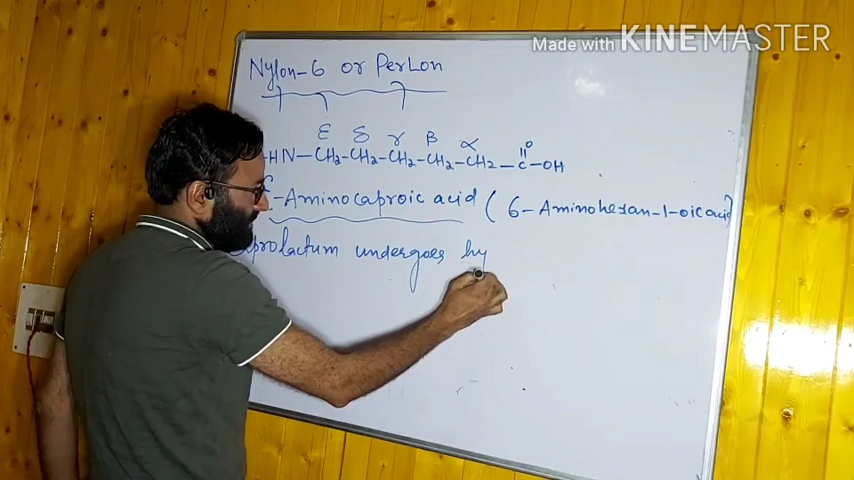 Made with KINEMASTER
Nylon-6 or Perlon
ε δ γ β α
O
HN-CH2-CH2-CH2-CH2-CH2-C-OH
-Aminocaproic acid (6-Aminohexan-1-oic acid)
prolactum undergoes hy